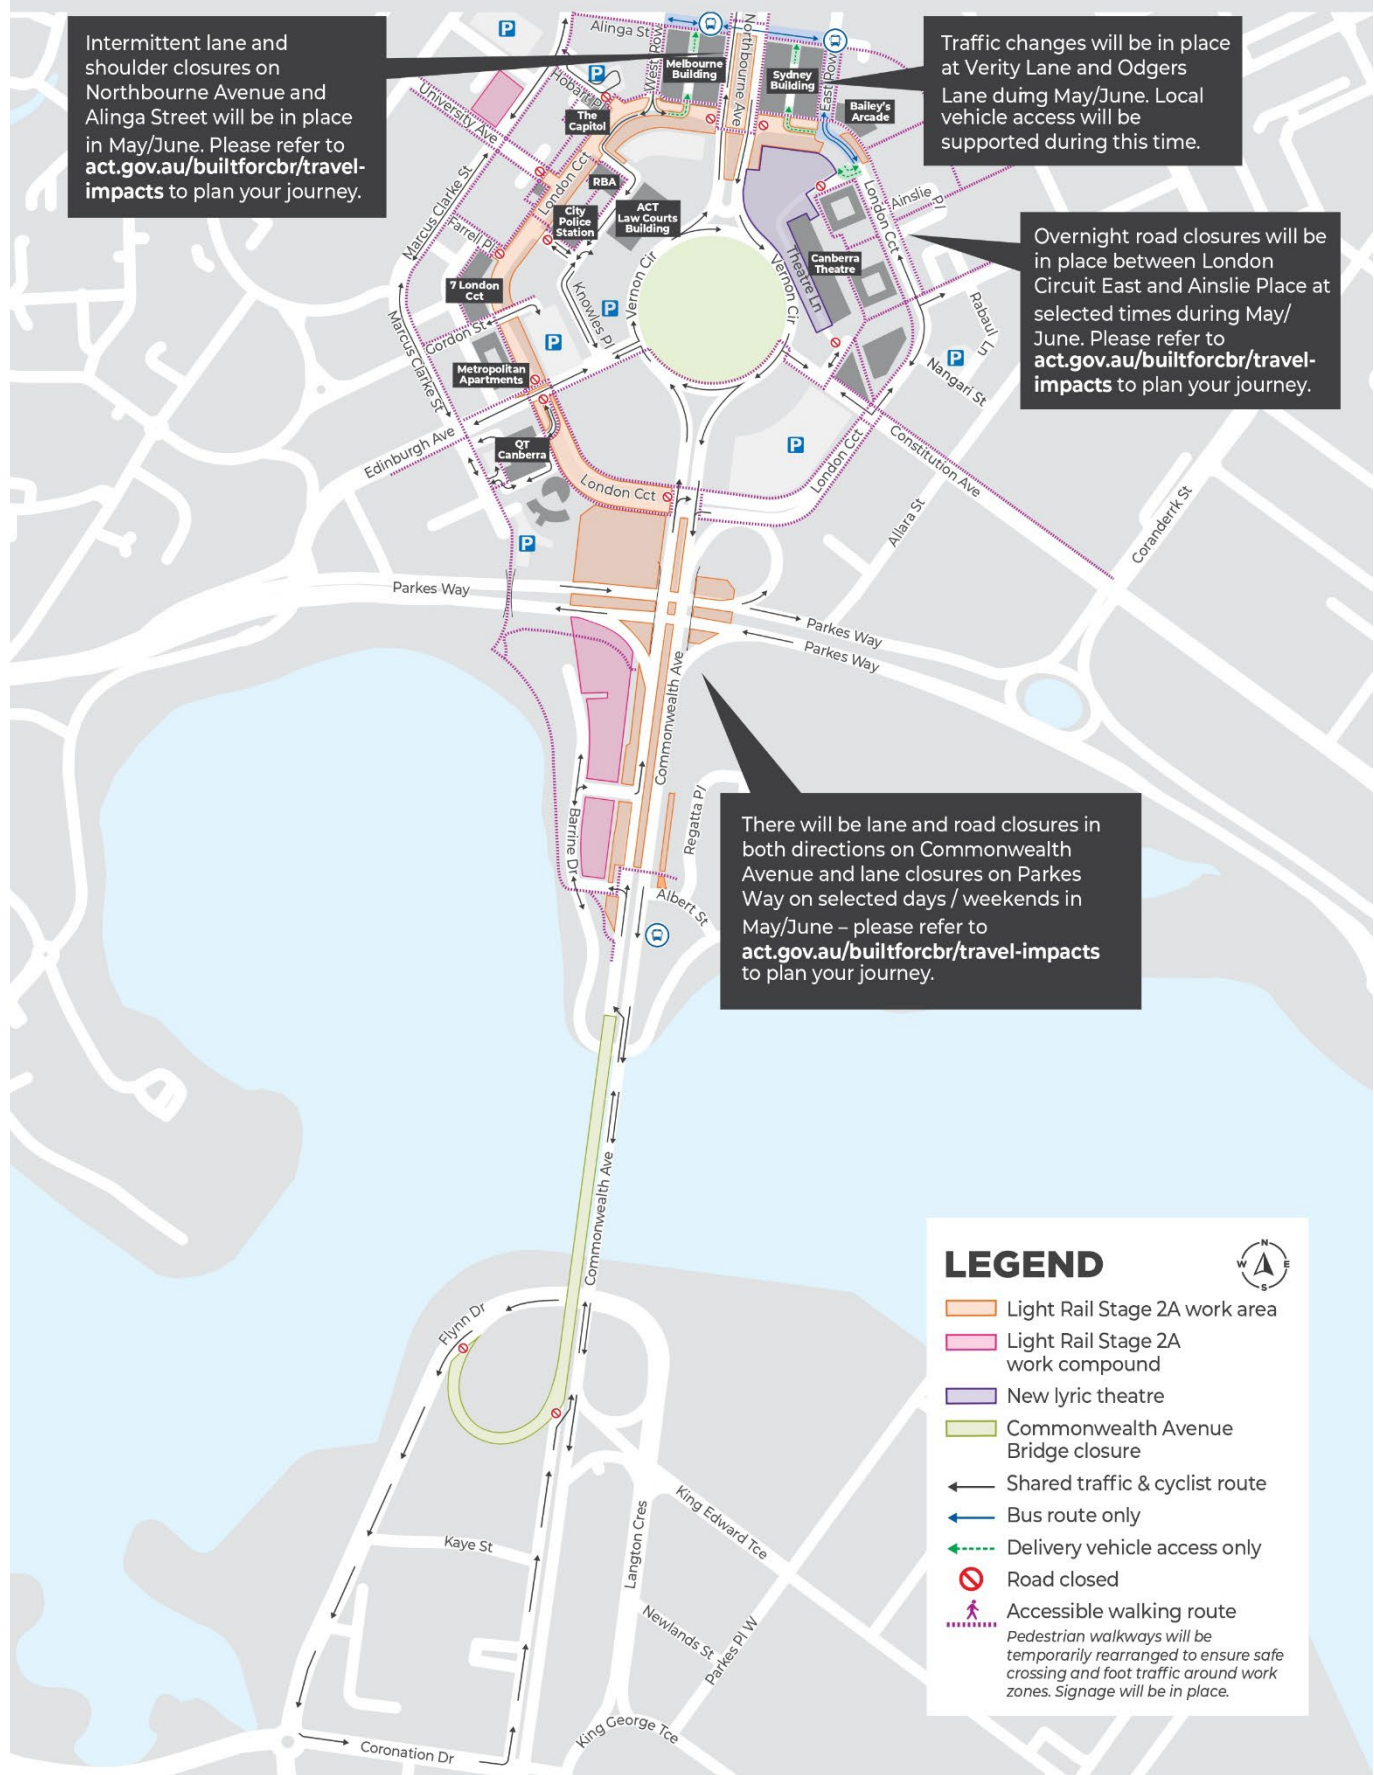 Intermittent lane and
shoulder closures on
Northbourne Avenue and
Alinga Street will be in place
in May/June. Please refer to
act.gov.au/builtforcbr/travel-
impacts to plan your journey.
Traffic changes will be in place
at Verity Lane and Odgers
Lane duing May/June. Local
vehicle access will be
supported during this time.
Overnight road closures will be
in place between London
Circuit East and Ainslie Place at
selected times during May/
June. Please refer to
act.gov.au/builtforcbr/travel-
impacts to plan your journey.
There will be lane and road closures in
both directions on Commonwealth
Avenue and lane closures on Parkes
Way on selected days / weekends in
May/June – please refer to
act.gov.au/builtforcbr/travel-impacts
to plan your journey.
P
Alinga St
West Row
Northbourne Ave
East Row
Melbourne
Building
Sydney
Building
Bailey's
Arcade
P
Hobart Pl
The
Capitol
University Ave
London Cct
RBA
City
Police
Station
ACT
Law Courts
Building
London Cct
Ainslie Pl
Marcus Clarke St
Farrell Pl
7 London
Cct
Vernon Cir
Vernon Cir
Theatre Ln
Canberra
Theatre
Knowles Pl
P
P
Rabaul Ln
P
Nangari St
Gordon St
Marcus Clarke St
Metropolitan
Apartments
Edinburgh Ave
QT
Canberra
P
London Cct
Constitution Ave
London Cct
P
Allara St
Coranderrk St
Parkes Way
Parkes Way
Parkes Way
Commonwealth Ave
Barrine Dr
Regatta Pl
Albert St
Commonwealth Ave
Flynn Dr
Kaye St
Langton Cres
King Edward Tce
Newlands St
Parkes Pl W
King George Tce
Coronation Dr
LEGEND
N
W
E
S
Light Rail Stage 2A work area
Light Rail Stage 2A
work compound
New lyric theatre
Commonwealth Avenue
Bridge closure
Shared traffic & cyclist route
Bus route only
Delivery vehicle access only
Road closed
Accessible walking route
Pedestrian walkways will be
temporarily rearranged to ensure safe
crossing and foot traffic around work
zones. Signage will be in place.